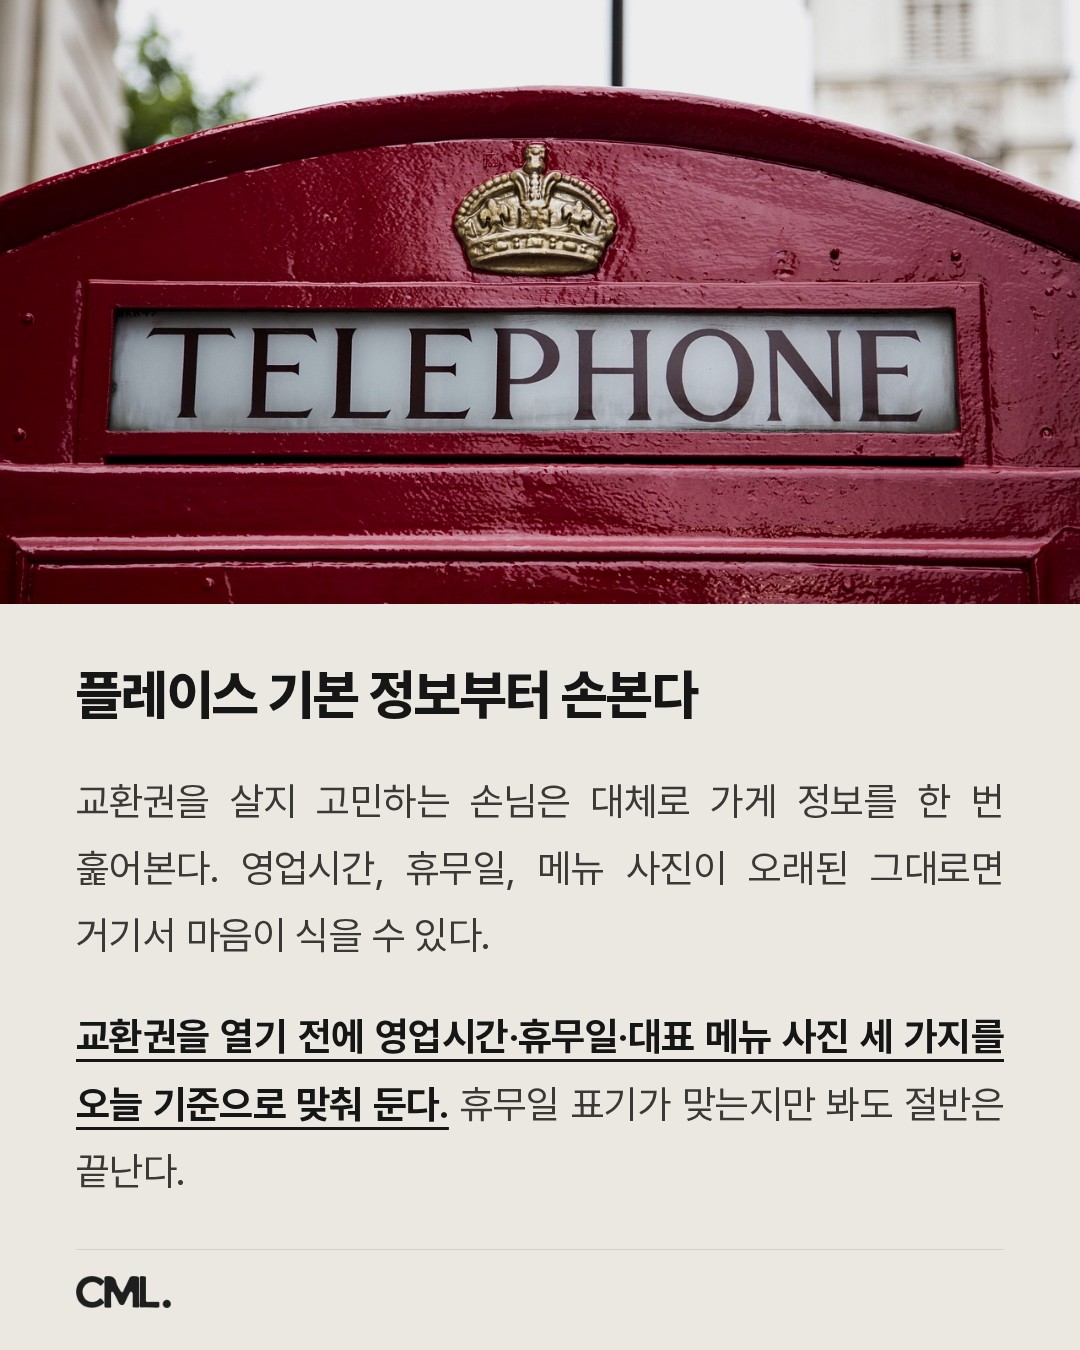 TELEPHONE
플레이스 기본 정보부터 손본다
교환권을 살지 고민하는 손님은 대체로 가게 정보를 한 번
훑어본다. 영업시간, 휴무일, 메뉴 사진이 오래된 그대로면
거기서 마음이 식을 수 있다.
교환권을 열기 전에 영업시간·휴무일·대표 메뉴 사진 세 가지를
오늘 기준으로 맞춰 둔다. 휴무일 표기가 맞는지만 봐도 절반은
끝난다.
CML.